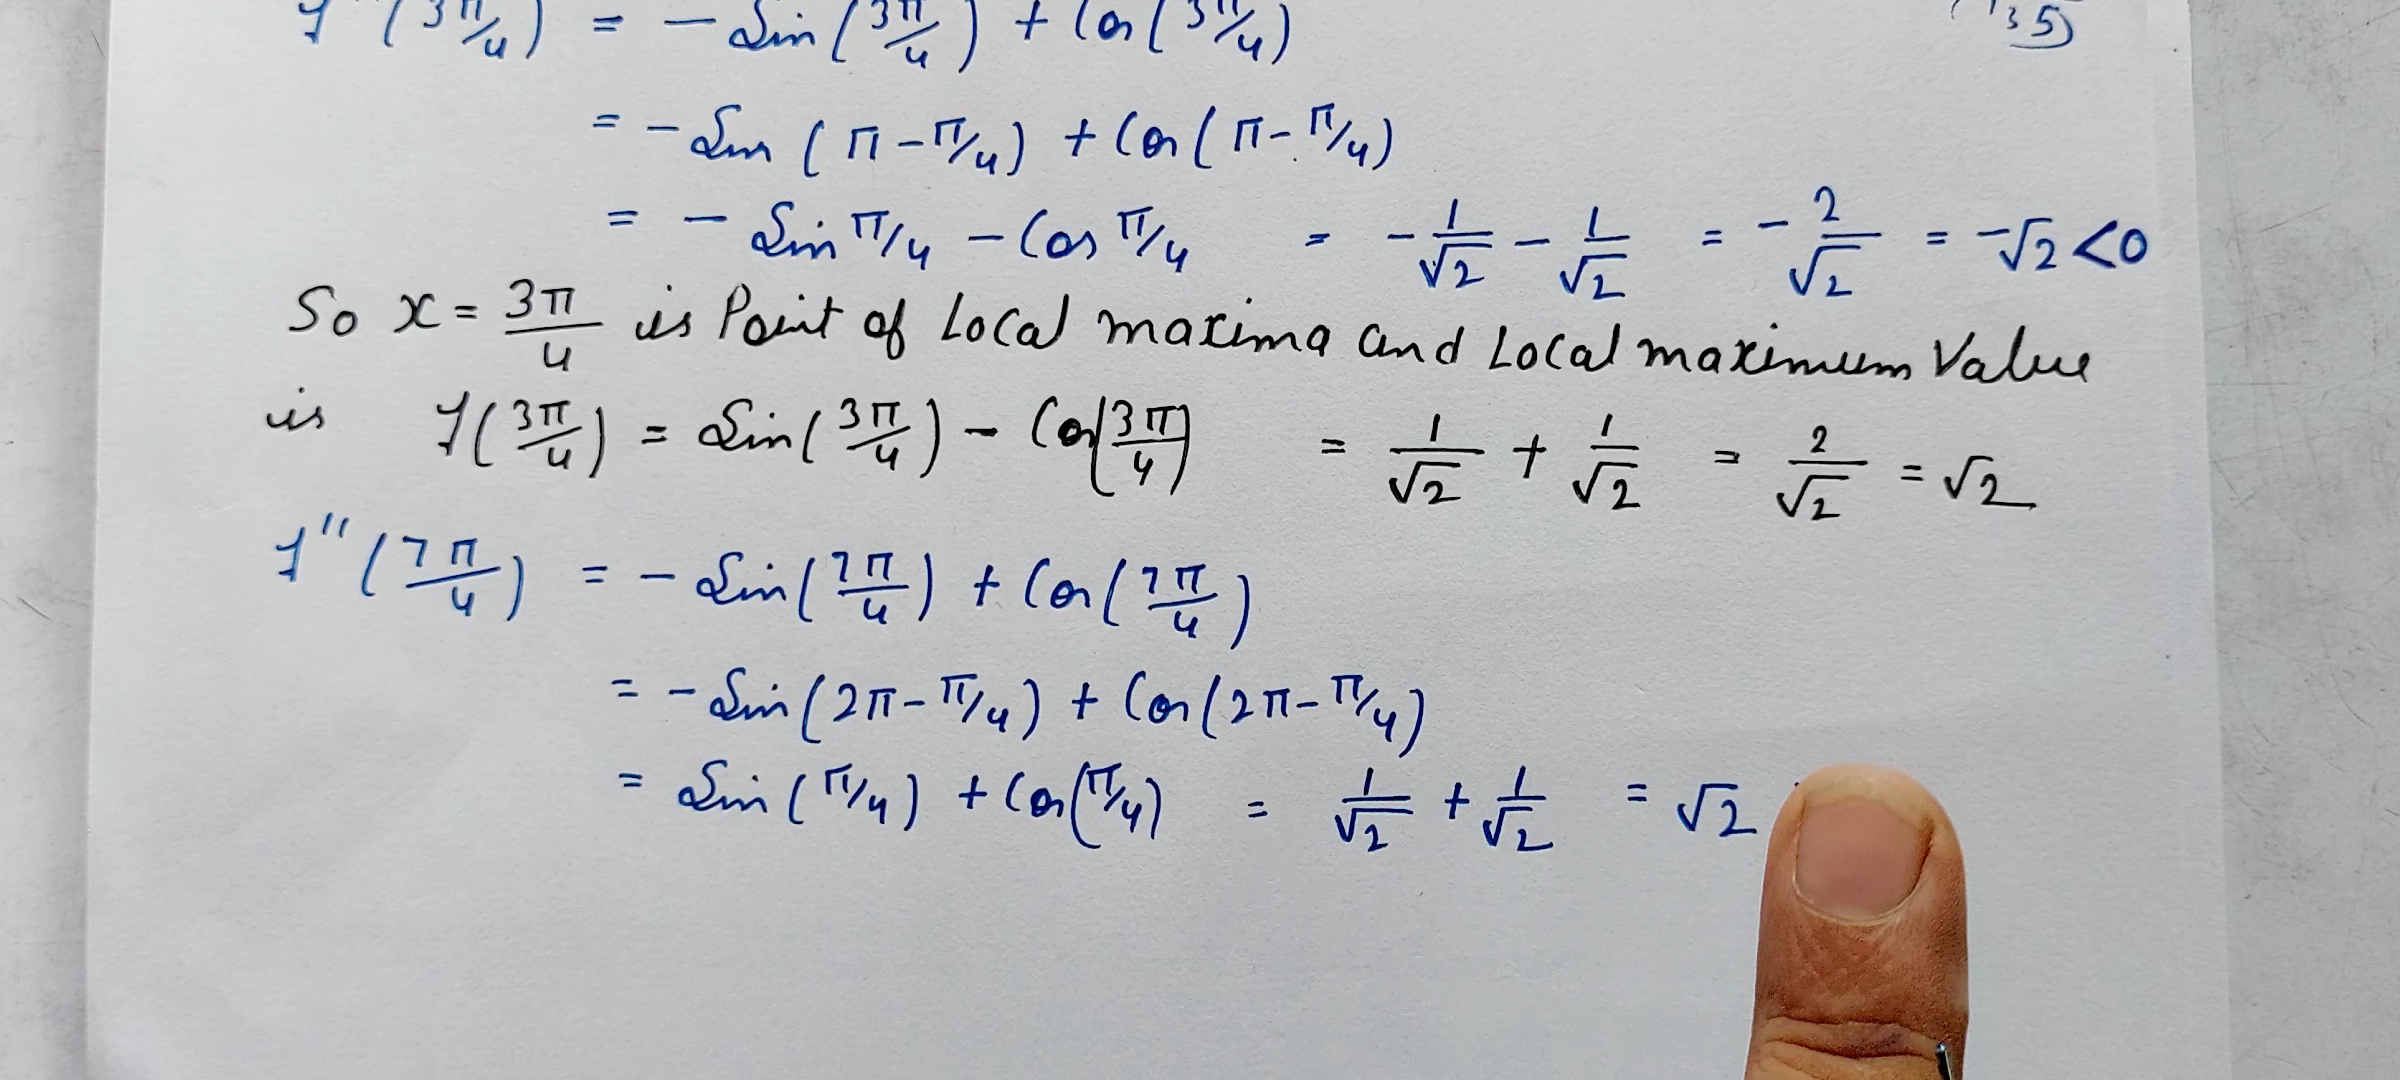 f''(3π/4) = - Sin(3π/4) + Cos(3π/4)
= - Sin(π - π/4) + Cos(π - π/4)
= - Sin π/4 - Cos π/4 = - 1/√2 - 1/√2 = - 2/√2 = -√2 < 0
So x = 3π/4 is Point of Local maxima and Local maximum Value
is f(3π/4) = Sin(3π/4) - Cos(3π/4) = 1/√2 + 1/√2 = 2/√2 = √2
f''(7π/4) = - Sin(7π/4) + Cos(7π/4)
= - Sin(2π - π/4) + Cos(2π - π/4)
= Sin(π/4) + Cos(π/4) = 1/√2 + 1/√2 = √2